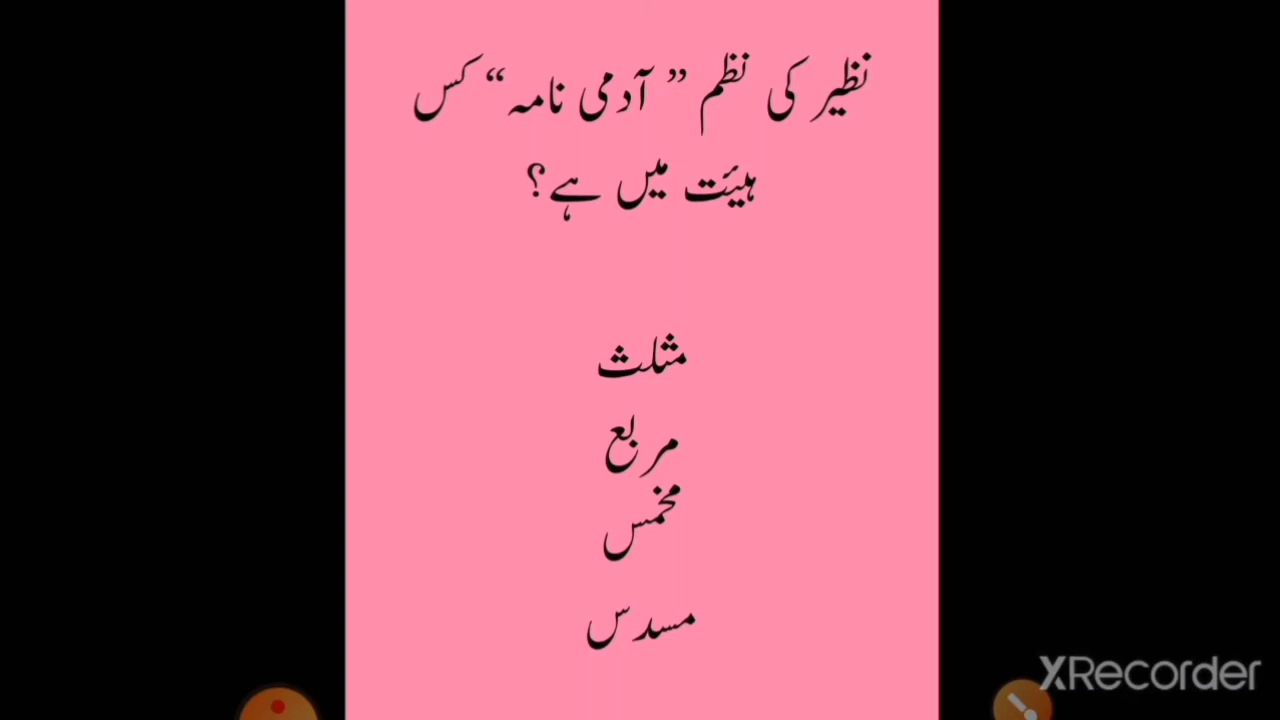 نظیر کی نظم ” آدمی نامہ “ کس
ہیئت میں ہے؟
مثلث
مربع
مخمس
مسدس
XRecorder